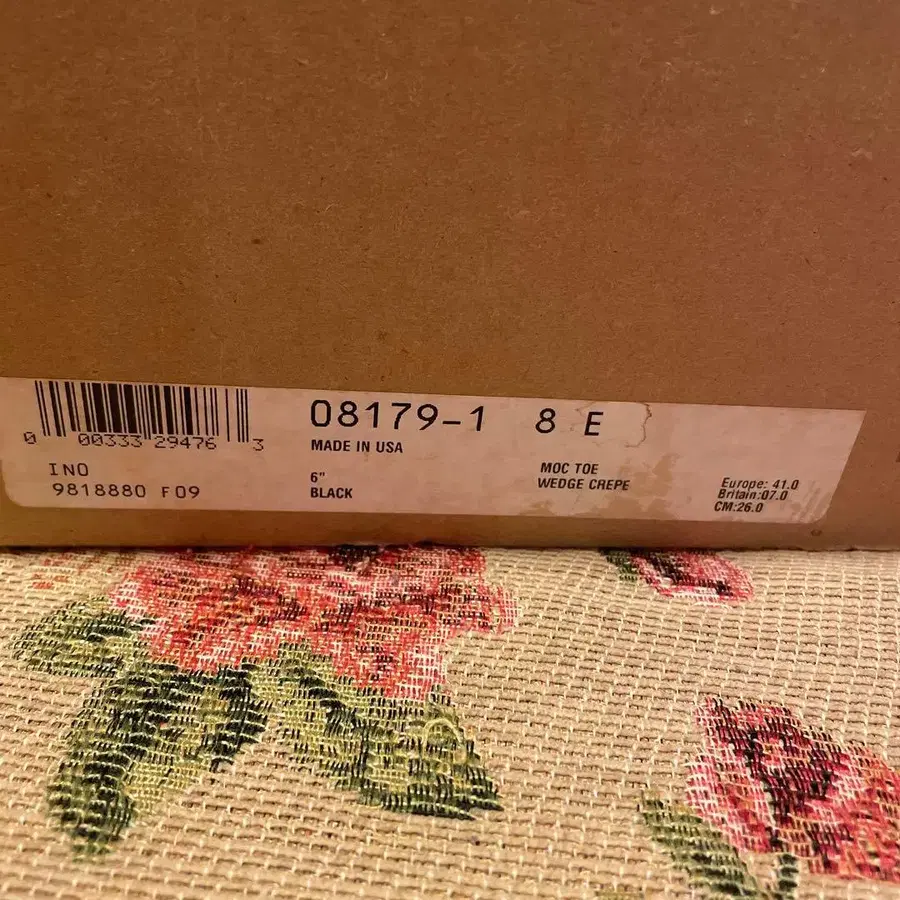 0 00333 29476 3
INO
9818880 F09
08179-1 8 E
MADE IN USA
6"
BLACK
MOC TOE
WEDGE CREPE
Europe: 41.0
Britain:07.0
CM:26.0